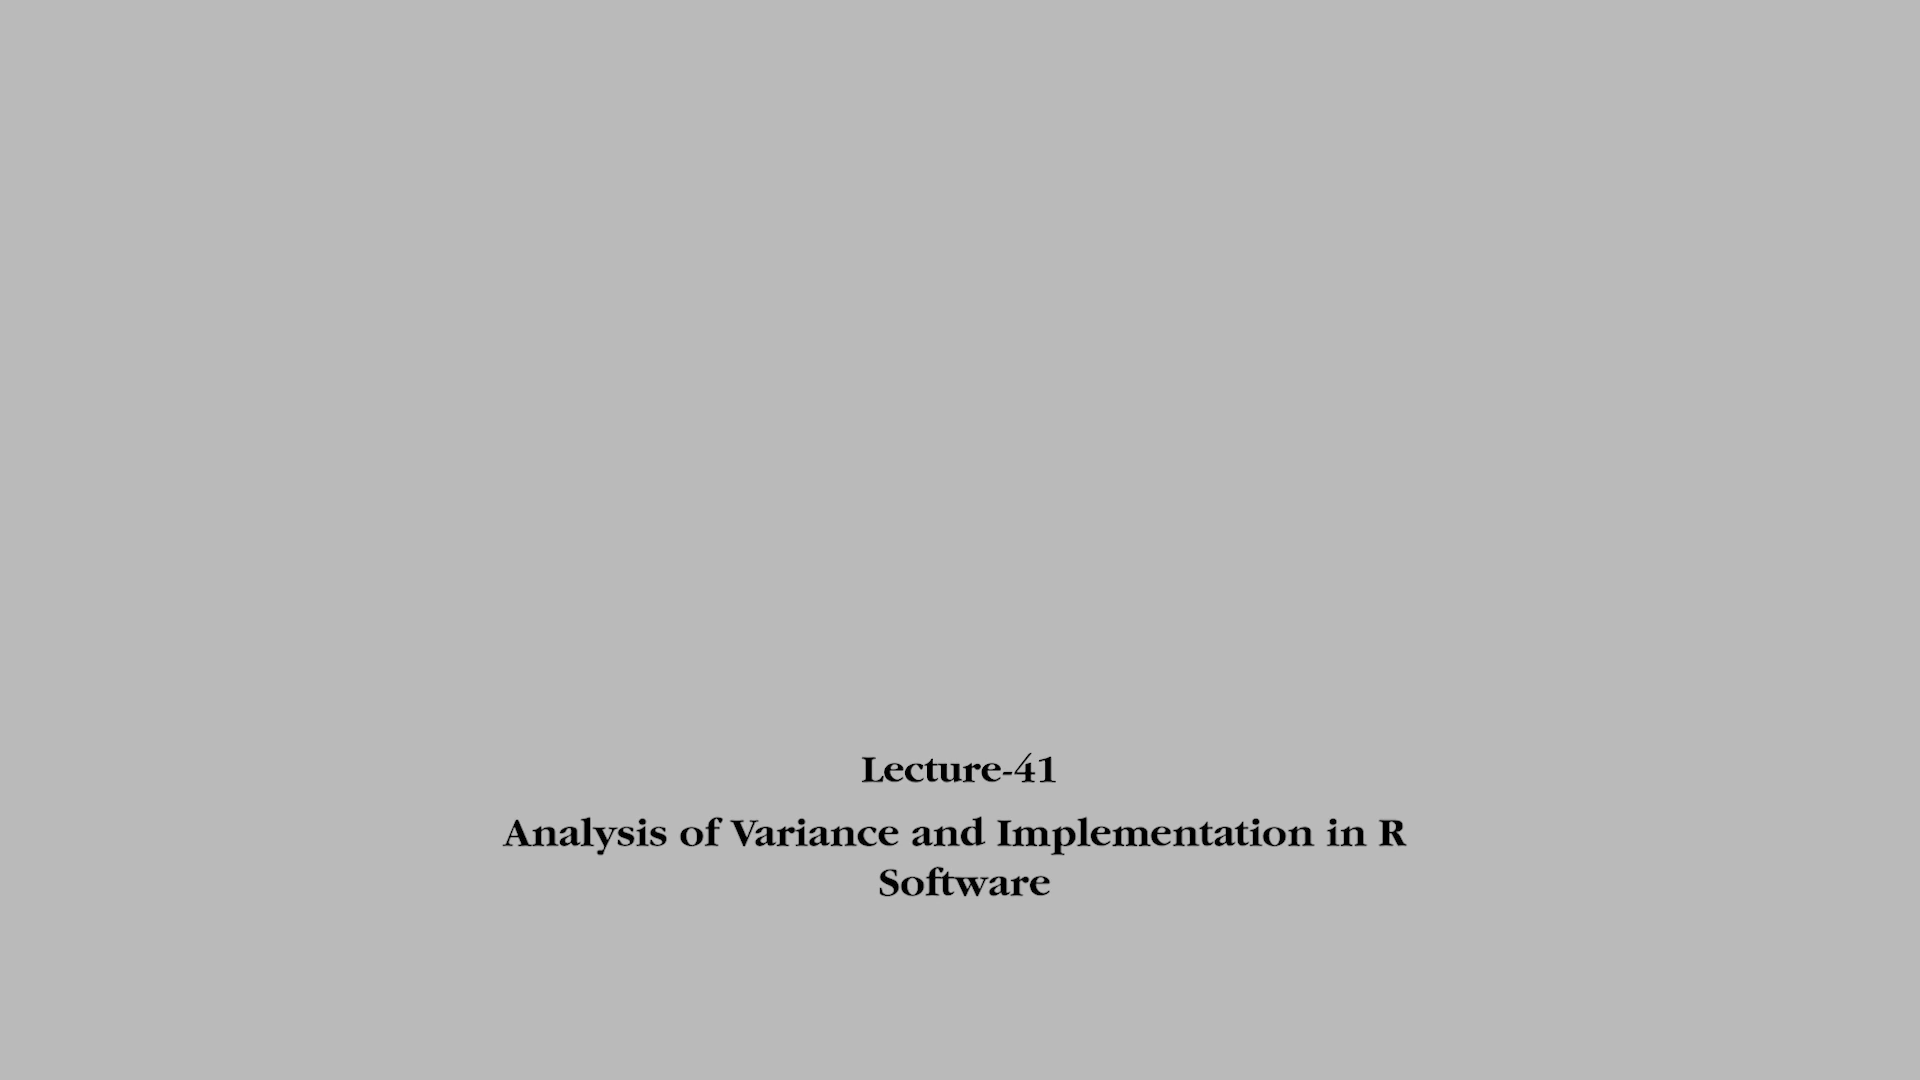 Lecture-41
Analysis of Variance and Implementation in R
Software